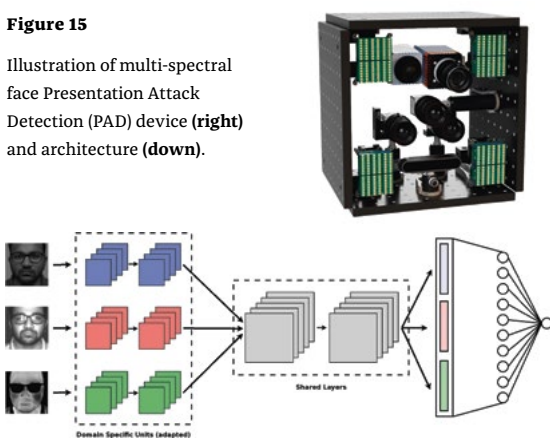 Figure 15
Illustration of multi-spectral
face Presentation Attack
Detection (PAD) device (right)
and architecture (down).
Shared Layers
Domain Specific Units (adapted)